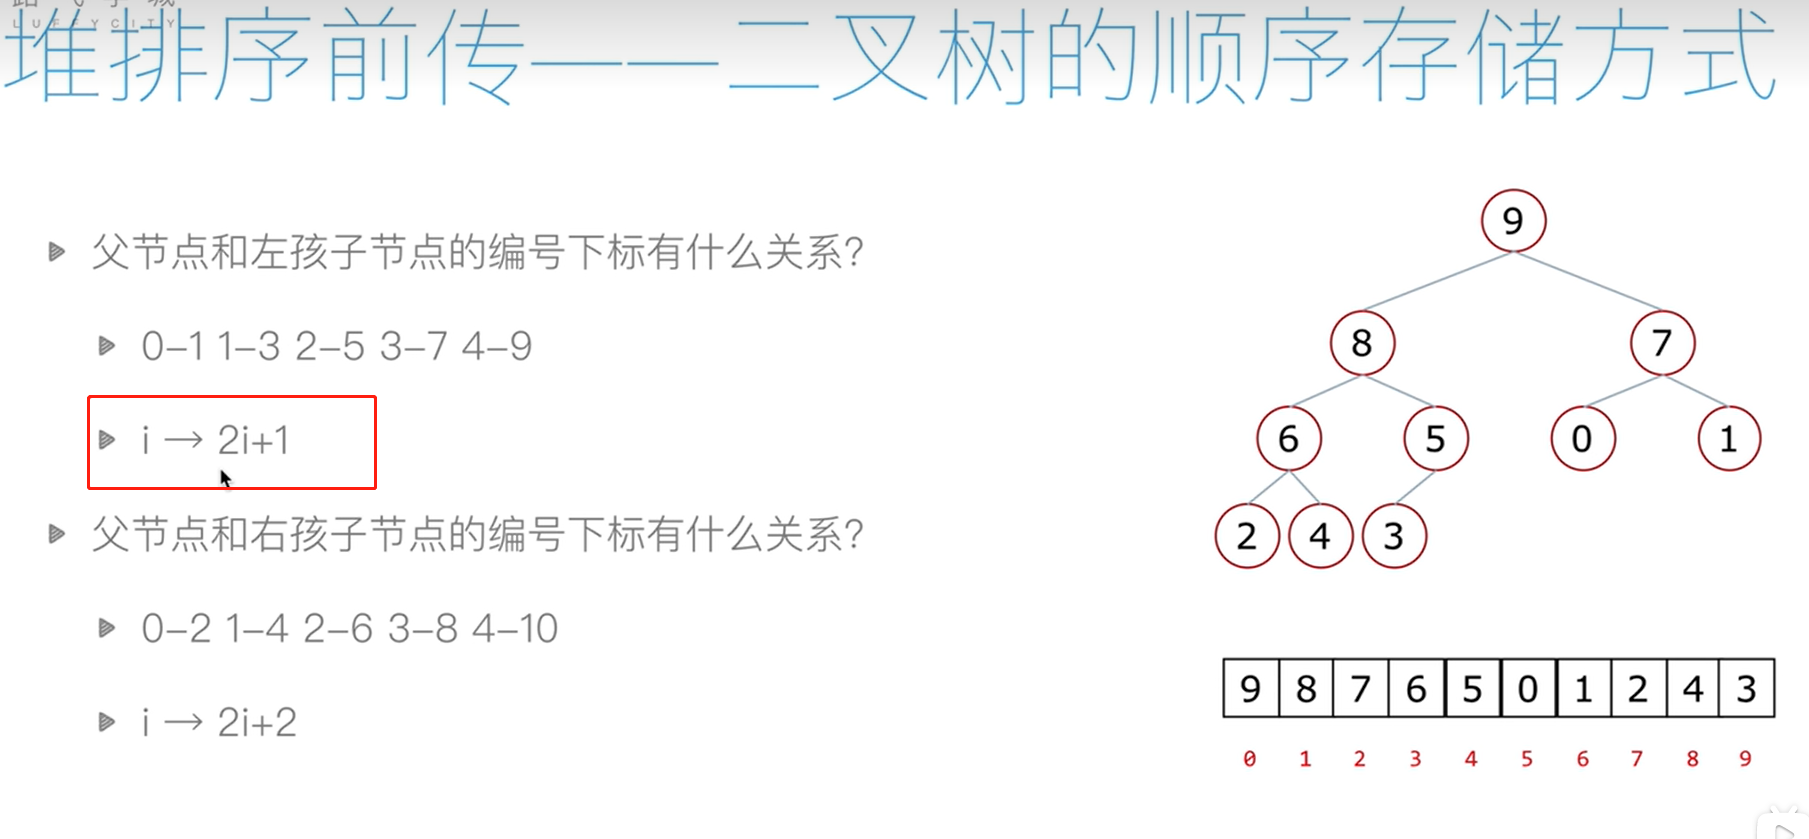 LUFFYCITY
堆排序前传——二叉树的顺序存储方式
父节点和左孩子节点的编号下标有什么关系?
0–1 1–3 2–5 3–7 4–9
i → 2i+1
父节点和右孩子节点的编号下标有什么关系?
0–2 1–4 2–6 3–8 4–10
i → 2i+2
9
8 7
6 5 0 1
2 4 3
9 8 7 6 5 0 1 2 4 3
0 1 2 3 4 5 6 7 8 9